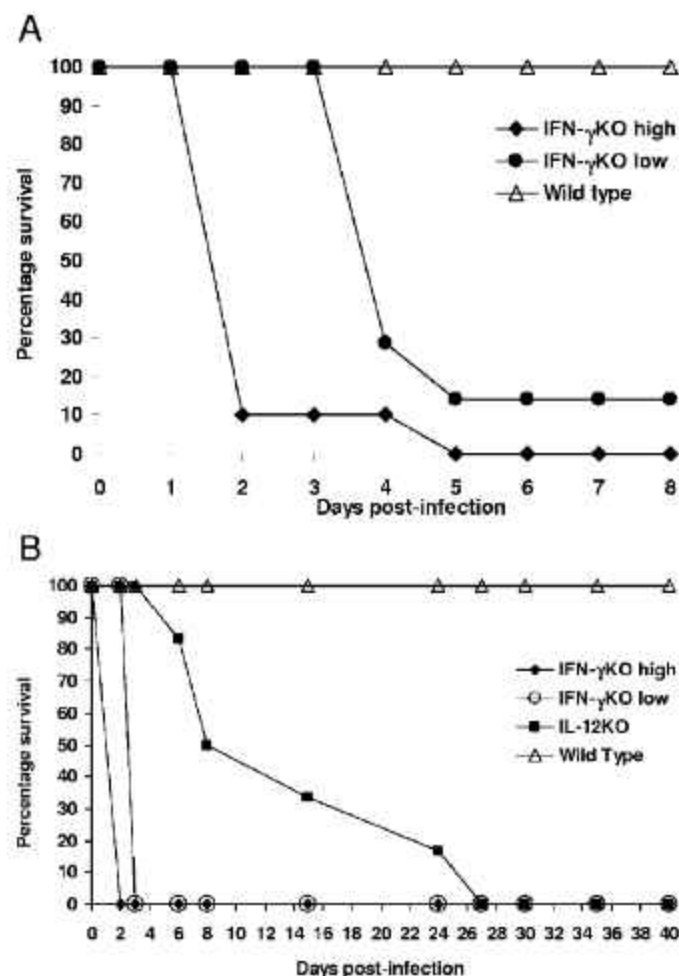 A
Percentage survival
100
90
80
70
60
50
40
30
20
10
0
IFN-γKO high
IFN-γKO low
Wild type
0 1 2 3 4 5 6 7 8
Days post-infection
B
Percentage survival
100
90
80
70
60
50
40
30
20
10
0
IFN-γKO high
IFN-γKO low
IL-12KO
Wild Type
0 2 4 6 8 10 12 14 16 18 20 22 24 26 28 30 32 34 36 38 40
Days post-infection